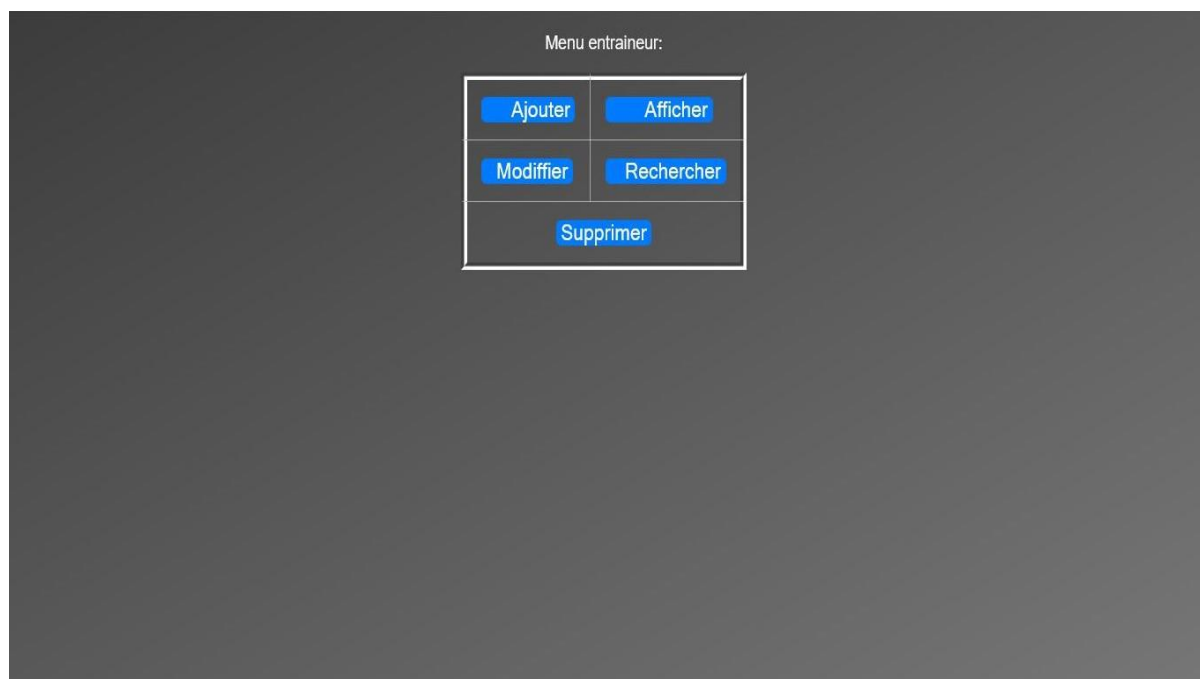 Menu entraineur:
Ajouter Afficher
Modiffier Rechercher
Supprimer